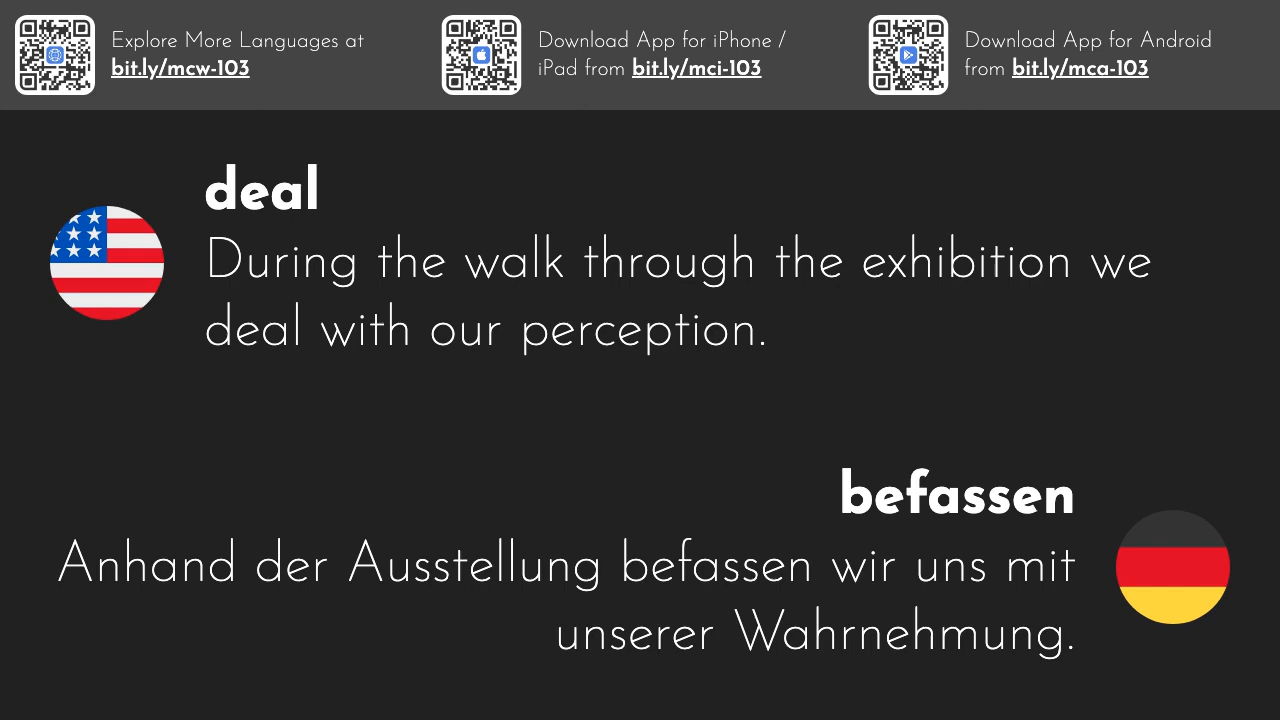 Explore More Languages at
bit.ly/mcw-103
Download App for iPhone /
iPad from bit.ly/mci-103
Download App for Android
from bit.ly/mca-103
deal
During the walk through the exhibition we
deal with our perception.
befassen
Anhand der Ausstellung befassen wir uns mit
unserer Wahrnehmung.